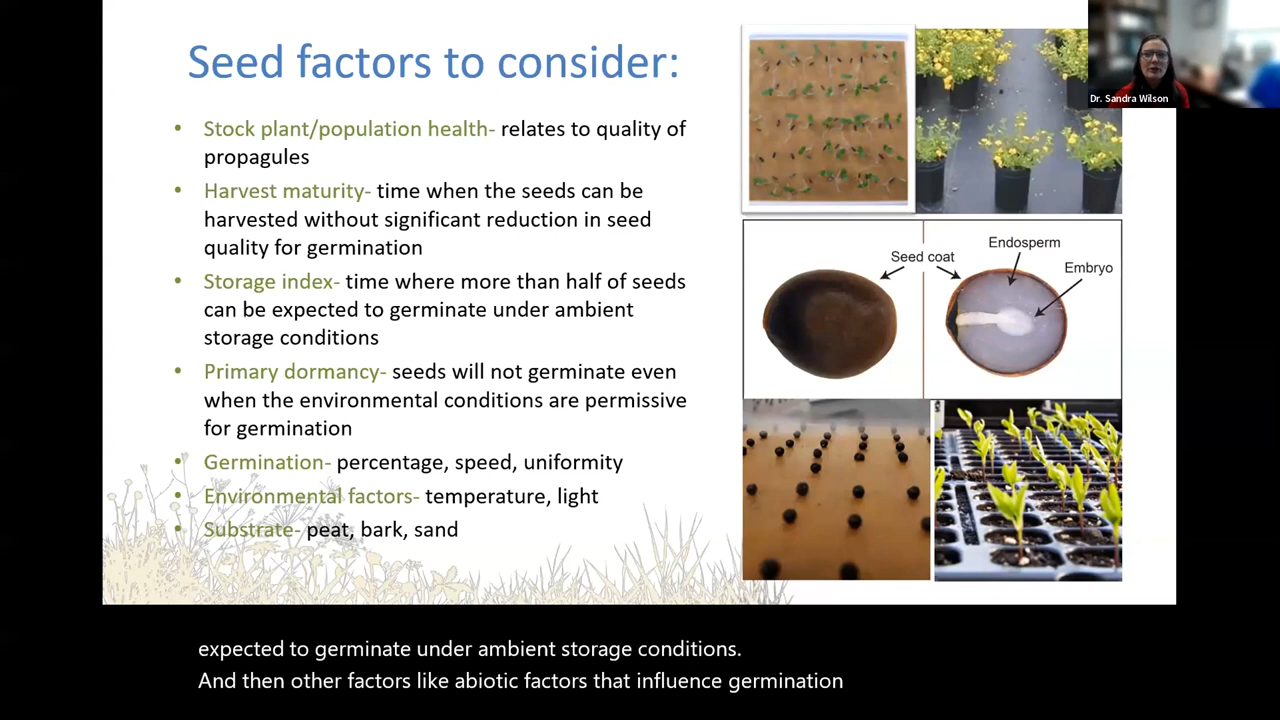 Seed factors to consider:
• Stock plant/population health- relates to quality of
propagules
• Harvest maturity- time when the seeds can be
harvested without significant reduction in seed
quality for germination
• Storage index- time where more than half of seeds
can be expected to germinate under ambient
storage conditions
• Primary dormancy- seeds will not germinate even
when the environmental conditions are permissive
for germination
• Germination- percentage, speed, uniformity
• Environmental factors- temperature, light
• Substrate- peat, bark, sand
Dr. Sandra Wilson
Endosperm
Seed coat
Embryo
expected to germinate under ambient storage conditions.
And then other factors like abiotic factors that influence germination